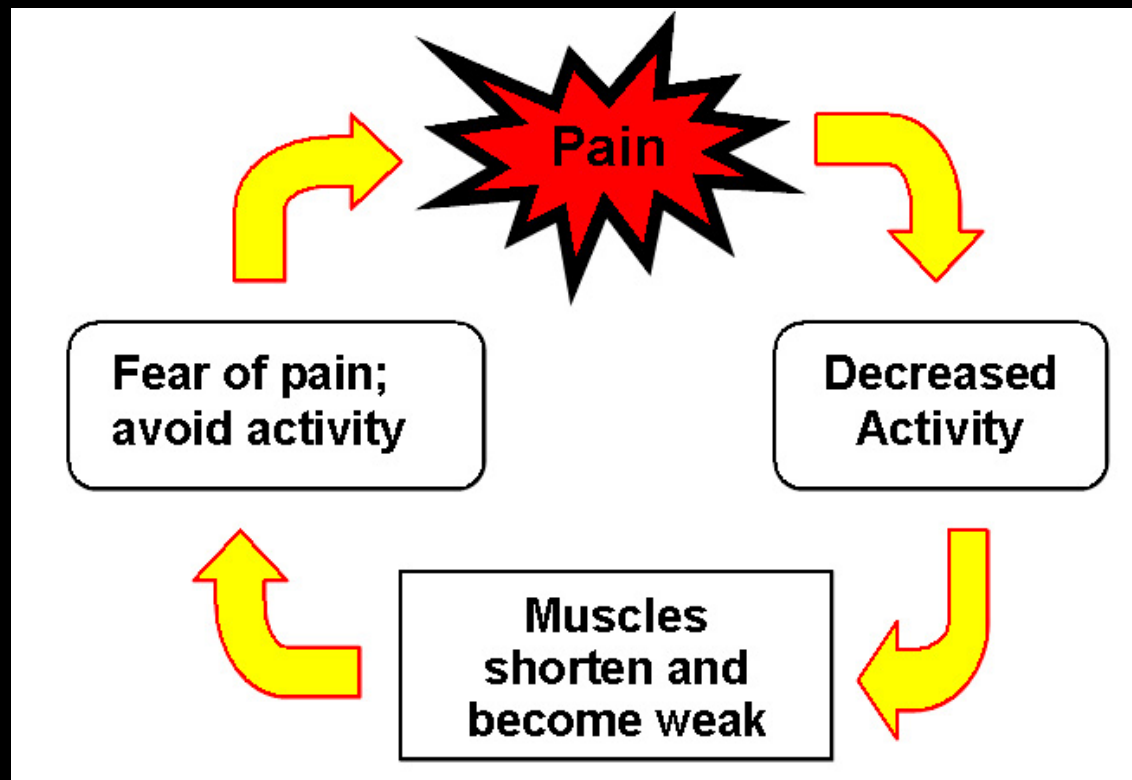 Pain
Fear of pain;
avoid activity
Decreased
Activity
Muscles
shorten and
become weak